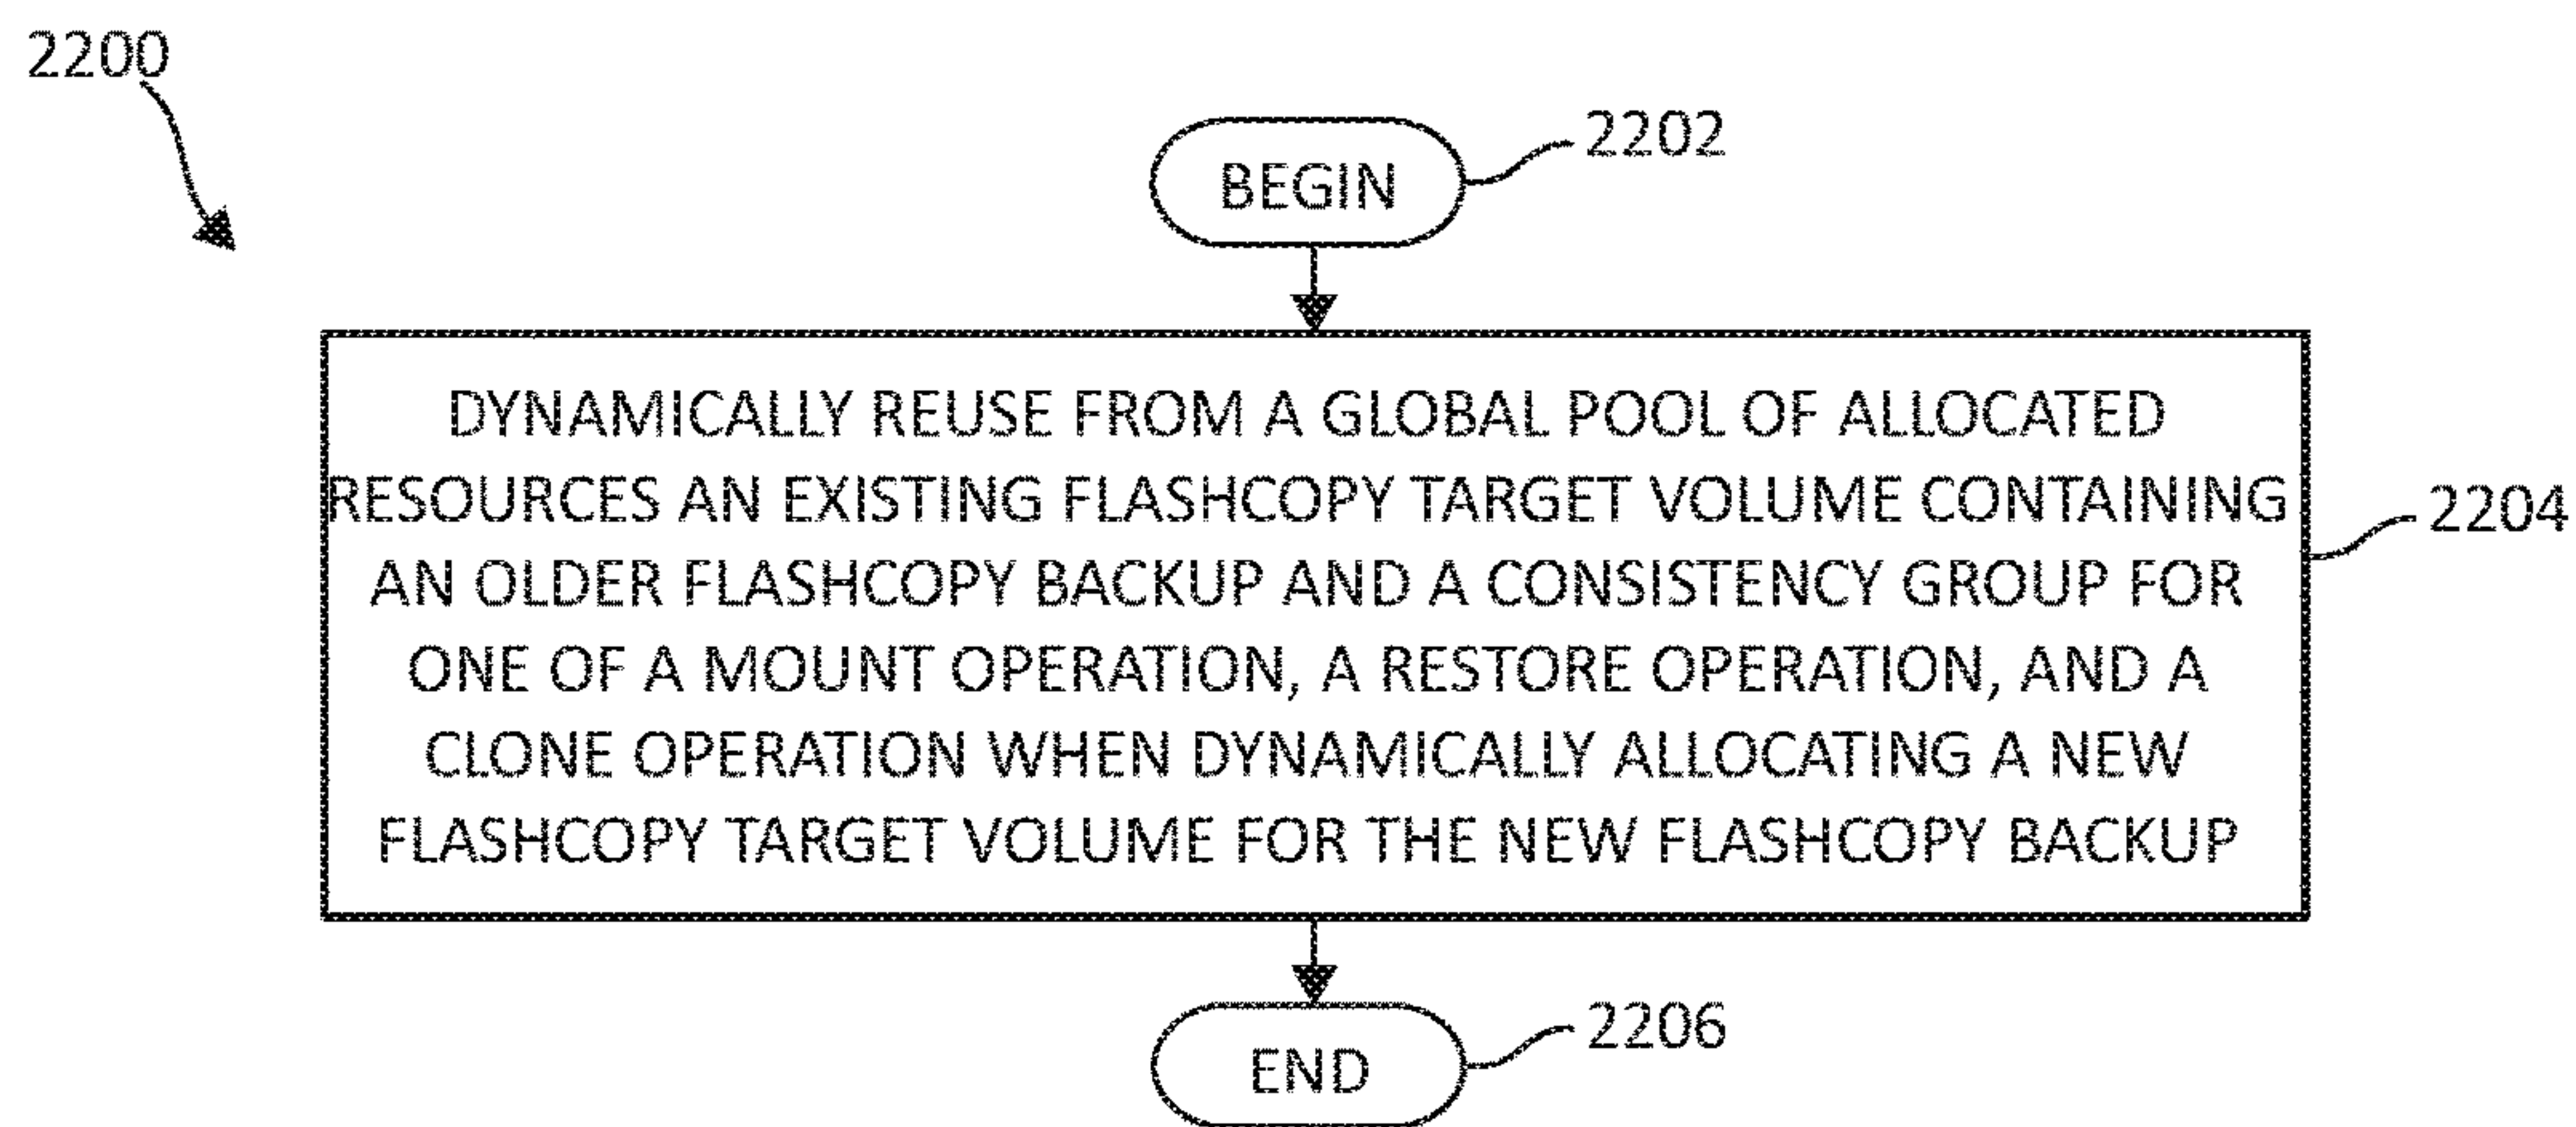 2200
BEGIN
2202
DYNAMICALLY REUSE FROM A GLOBAL POOL OF ALLOCATED
RESOURCES AN EXISTING FLASHCOPY TARGET VOLUME CONTAINING
2204
AN OLDER FLASHCOPY BACKUP AND A CONSISTENCY GROUP FOR
ONE OF A MOUNT OPERATION, A RESTORE OPERATION, AND A
CLONE OPERATION WHEN DYNAMICALLY ALLOCATING A NEW
FLASHCOPY TARGET VOLUME FOR THE NEW FLASHCOPY BACKUP
END
2206